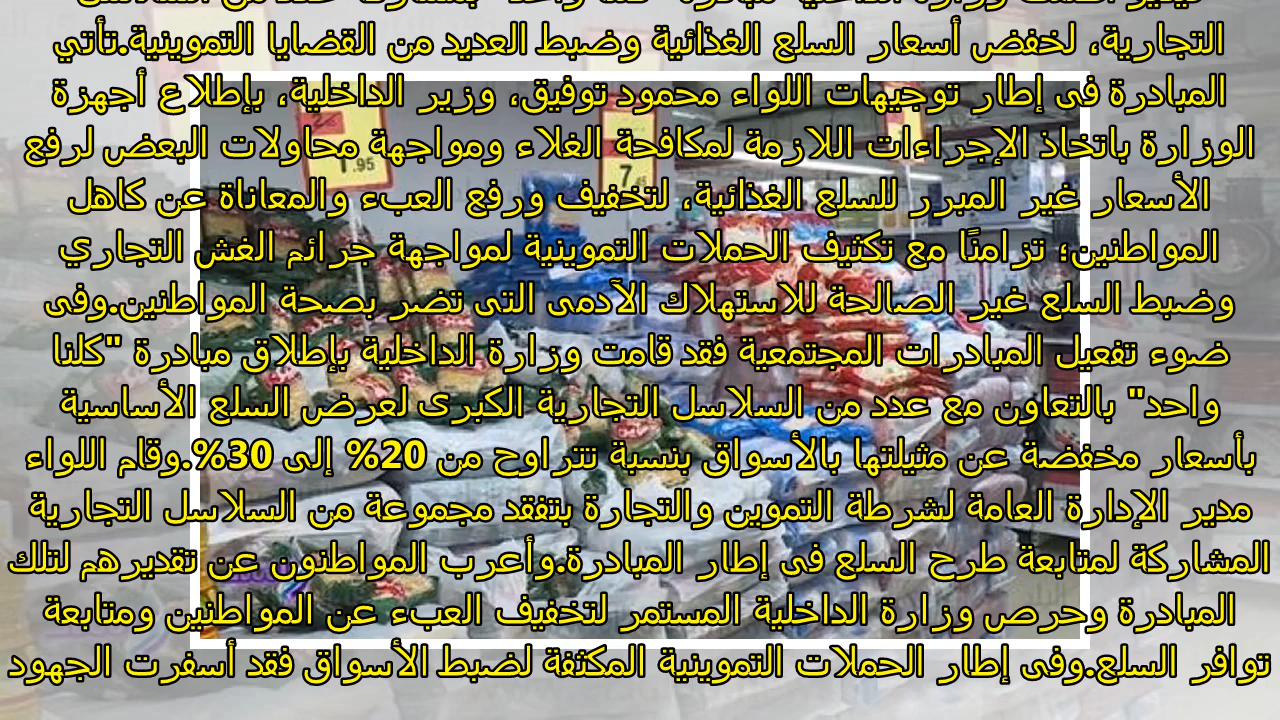 التجارية، لخفض أسعار السلع الغذائية وضبط العديد من القضايا التموينية.تأتي
المبادرة فى إطار توجيهات اللواء محمود توفيق، وزير الداخلية، بإطلاع أجهزة
الوزارة باتخاذ الإجراءات اللازمة لمكافحة الغلاء ومواجهة محاولات البعض لرفع
الأسعار غير المبرر للسلع الغذائية، لتخفيف ورفع العبء والمعاناة عن كاهل
المواطنين؛ تزامنًا مع تكثيف الحملات التموينية لمواجهة جرائم الغش التجاري
وضبط السلع غير الصالحة للاستهلاك الآدمى التى تضر بصحة المواطنين.وفى
ضوء تفعيل المبادرات المجتمعية فقد قامت وزارة الداخلية بإطلاق مبادرة "كلنا
واحد" بالتعاون مع عدد من السلاسل التجارية الكبرى لعرض السلع الأساسية
بأسعار مخفضة عن مثيلتها بالأسواق بنسبة تتراوح من 20% إلى 30%.وقام اللواء
مدير الإدارة العامة لشرطة التموين والتجارة بتفقد مجموعة من السلاسل التجارية
المشاركة لمتابعة طرح السلع فى إطار المبادرة.وأعرب المواطنون عن تقديرهم لتلك
المبادرة وحرص وزارة الداخلية المستمر لتخفيف العبء عن المواطنين ومتابعة
توافر السلع.وفى إطار الحملات التموينية المكثفة لضبط الأسواق فقد أسفرت الجهود